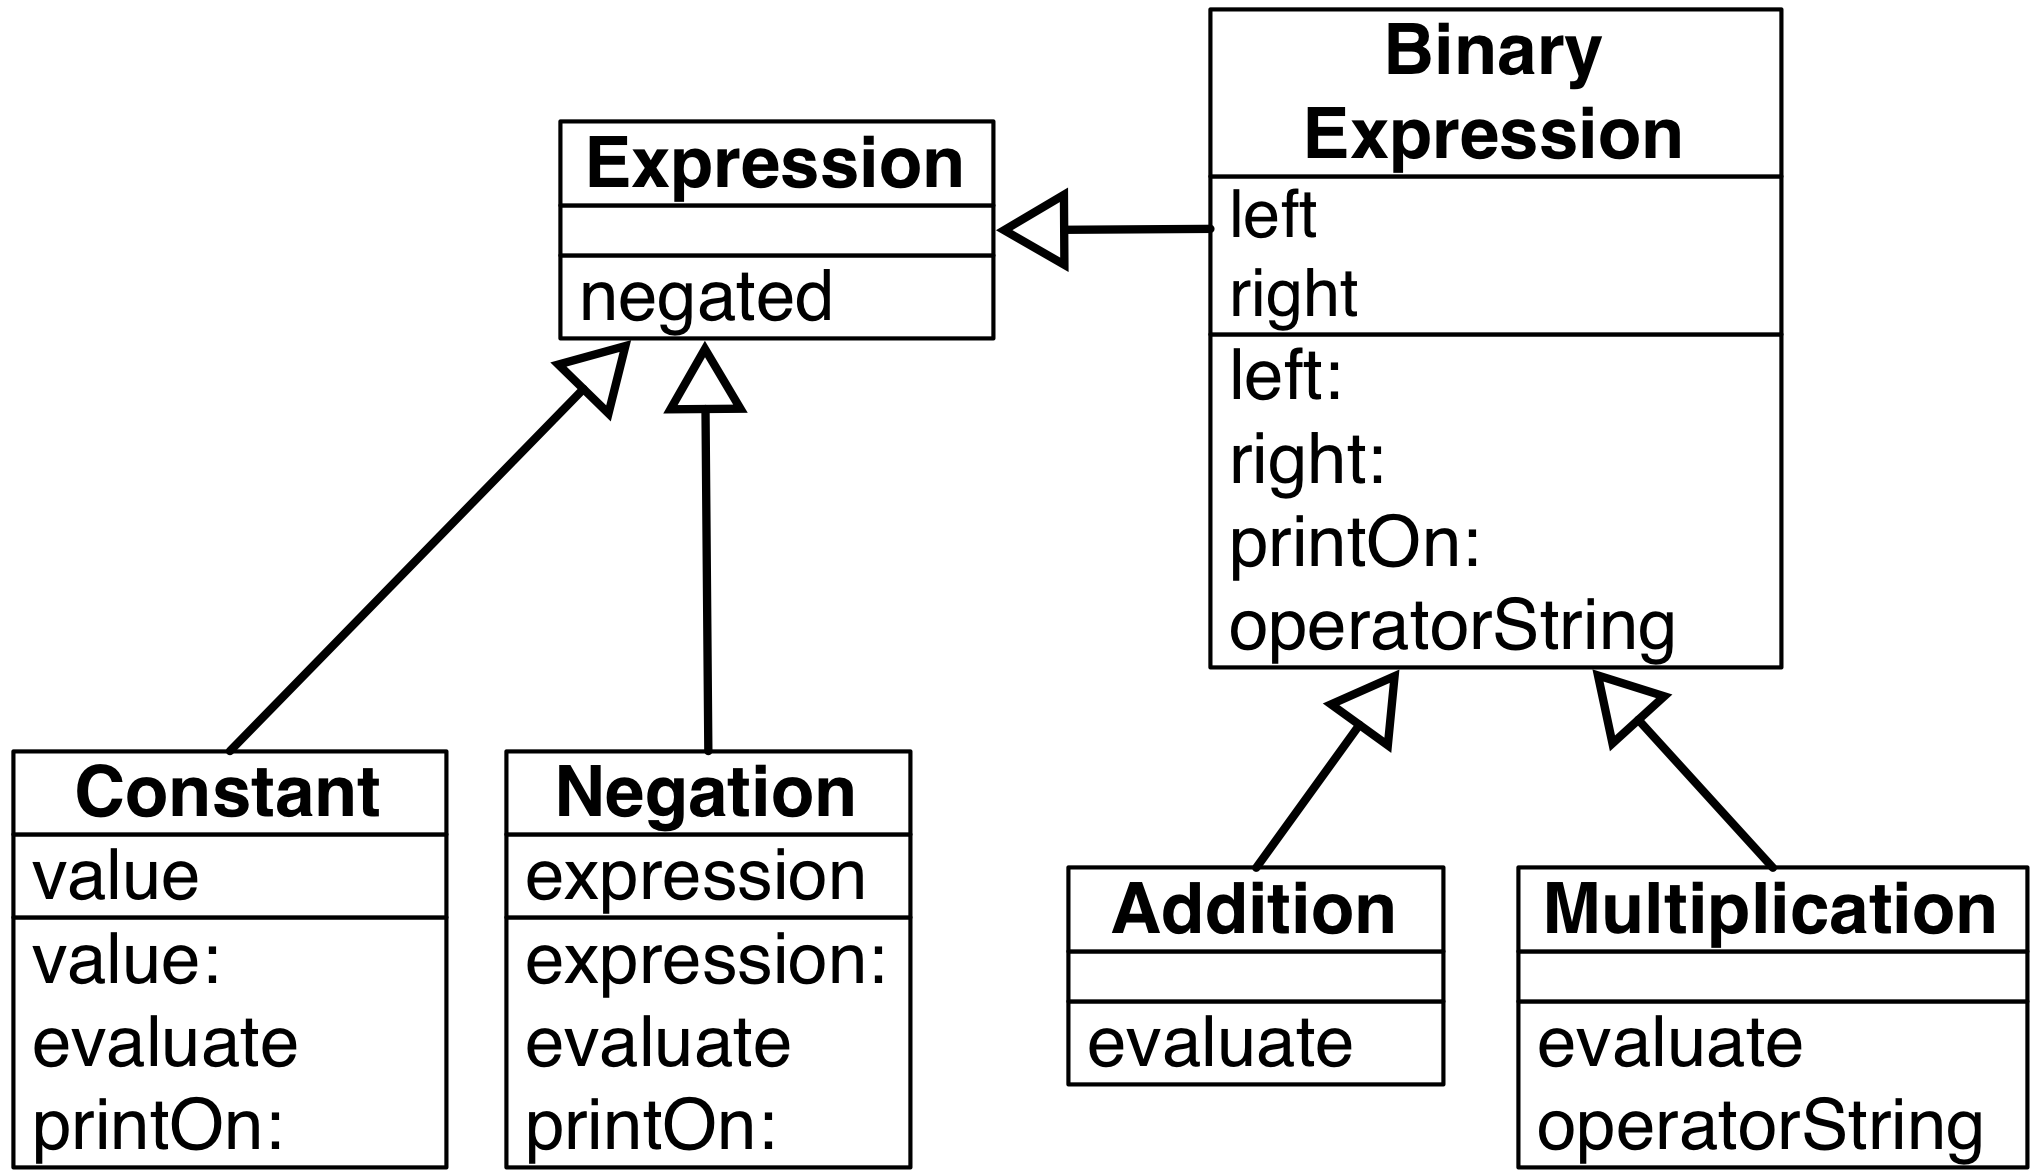 Expression
negated
Binary
Expression
left
right
left:
right:
printOn:
operatorString
Constant
value
value:
evaluate
printOn:
Negation
expression
expression:
evaluate
printOn:
Addition
evaluate
Multiplication
evaluate
operatorString